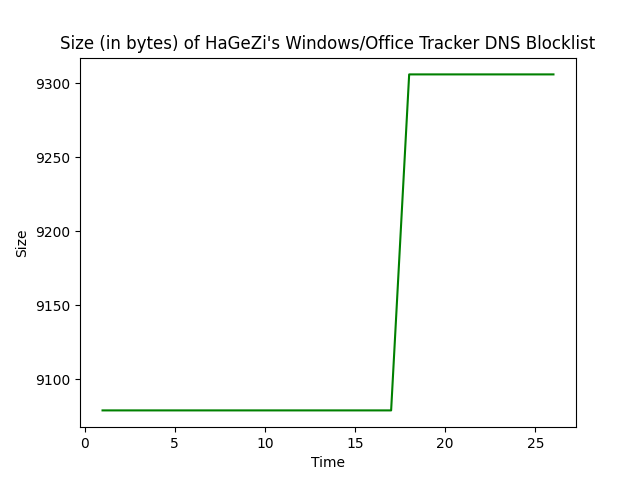 Size (in bytes) of HaGeZi's Windows/Office Tracker DNS Blocklist
9300
9250
9200
9150
9100
Size
0 5 10 15 20 25
Time